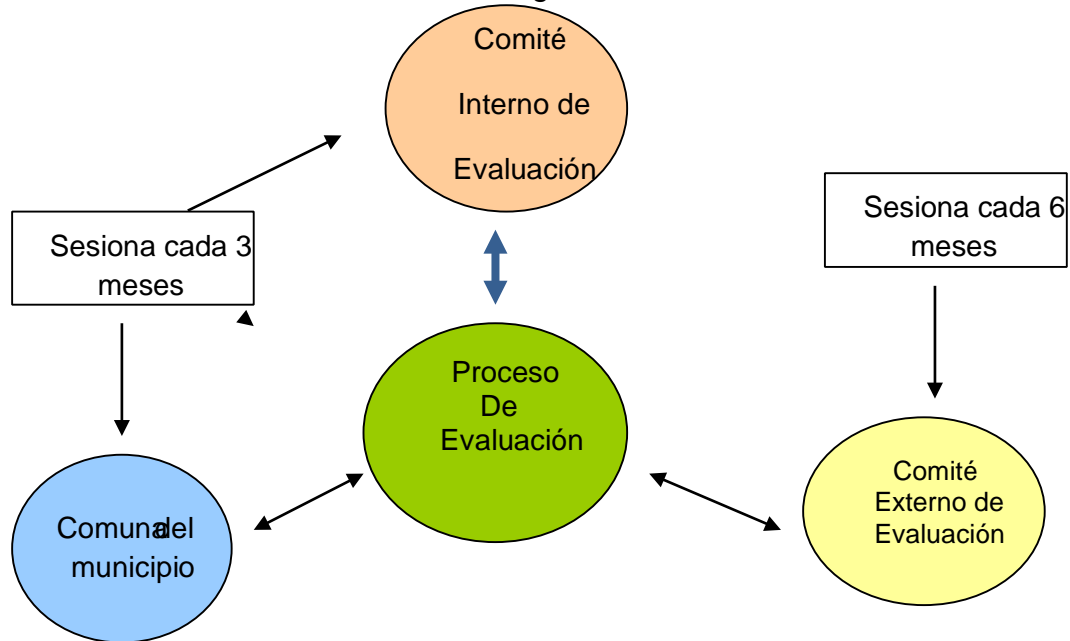 Comité
Interno de
Evaluación
Sesiona cada 3
meses
Sesiona cada 6
meses
Proceso
De
Evaluación
Comuna del
municipio
Comité
Externo de
Evaluación